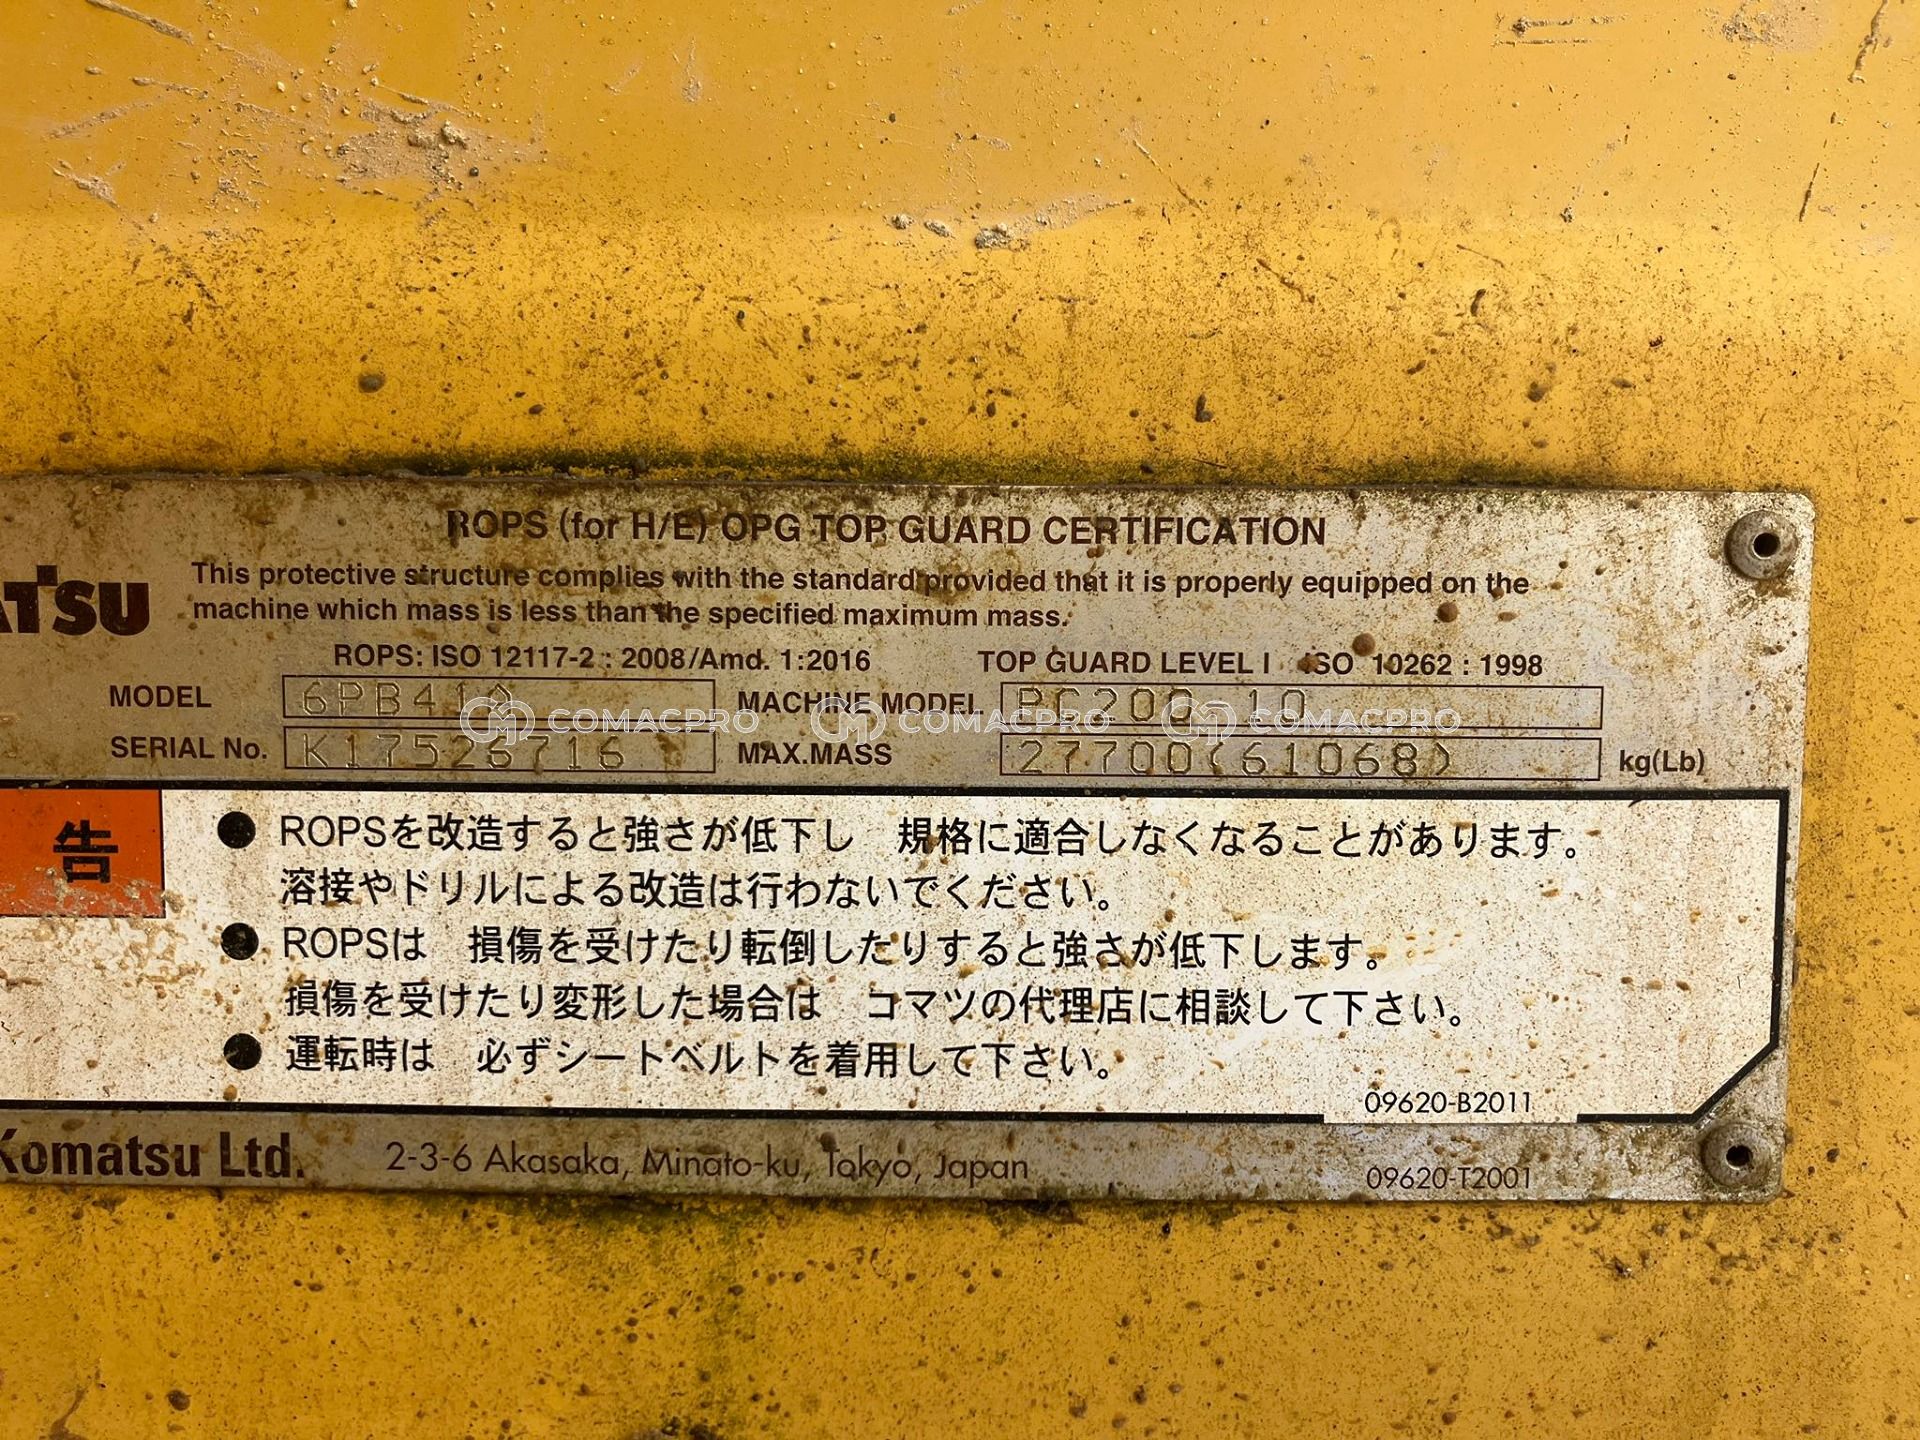 ROPS (for H/E) OPG TOP GUARD CERTIFICATION
ATSU
This protective structure complies with the standard provided that it is properly equipped on the
machine which mass is less than the specified maximum mass.
ROPS: ISO 12117-2 : 2008/Amd. 1:2016 TOP GUARD LEVEL I ISO 10262 : 1998
MODEL MACHINE MODEL PC200-10
COMACPRO COMACPRO COMACPRO
SERIAL No. K17526716 MAX.MASS 27700(61068) kg(Lb)
告
●ROPSを改造すると強さが低下し 規格に適合しなくなることがあります。
溶接やドリルによる改造は行わないでください。
●ROPSは 損傷を受けたり転倒したりすると強さが低下します。
損傷を受けたり変形した場合は コマツの代理店に相談して下さい。
●運転時は 必ずシートベルトを着用して下さい。
09620-B2011
Komatsu Ltd. 2-3-6 Akasaka, Minato-ku, Tokyo, Japan 09620-T2001